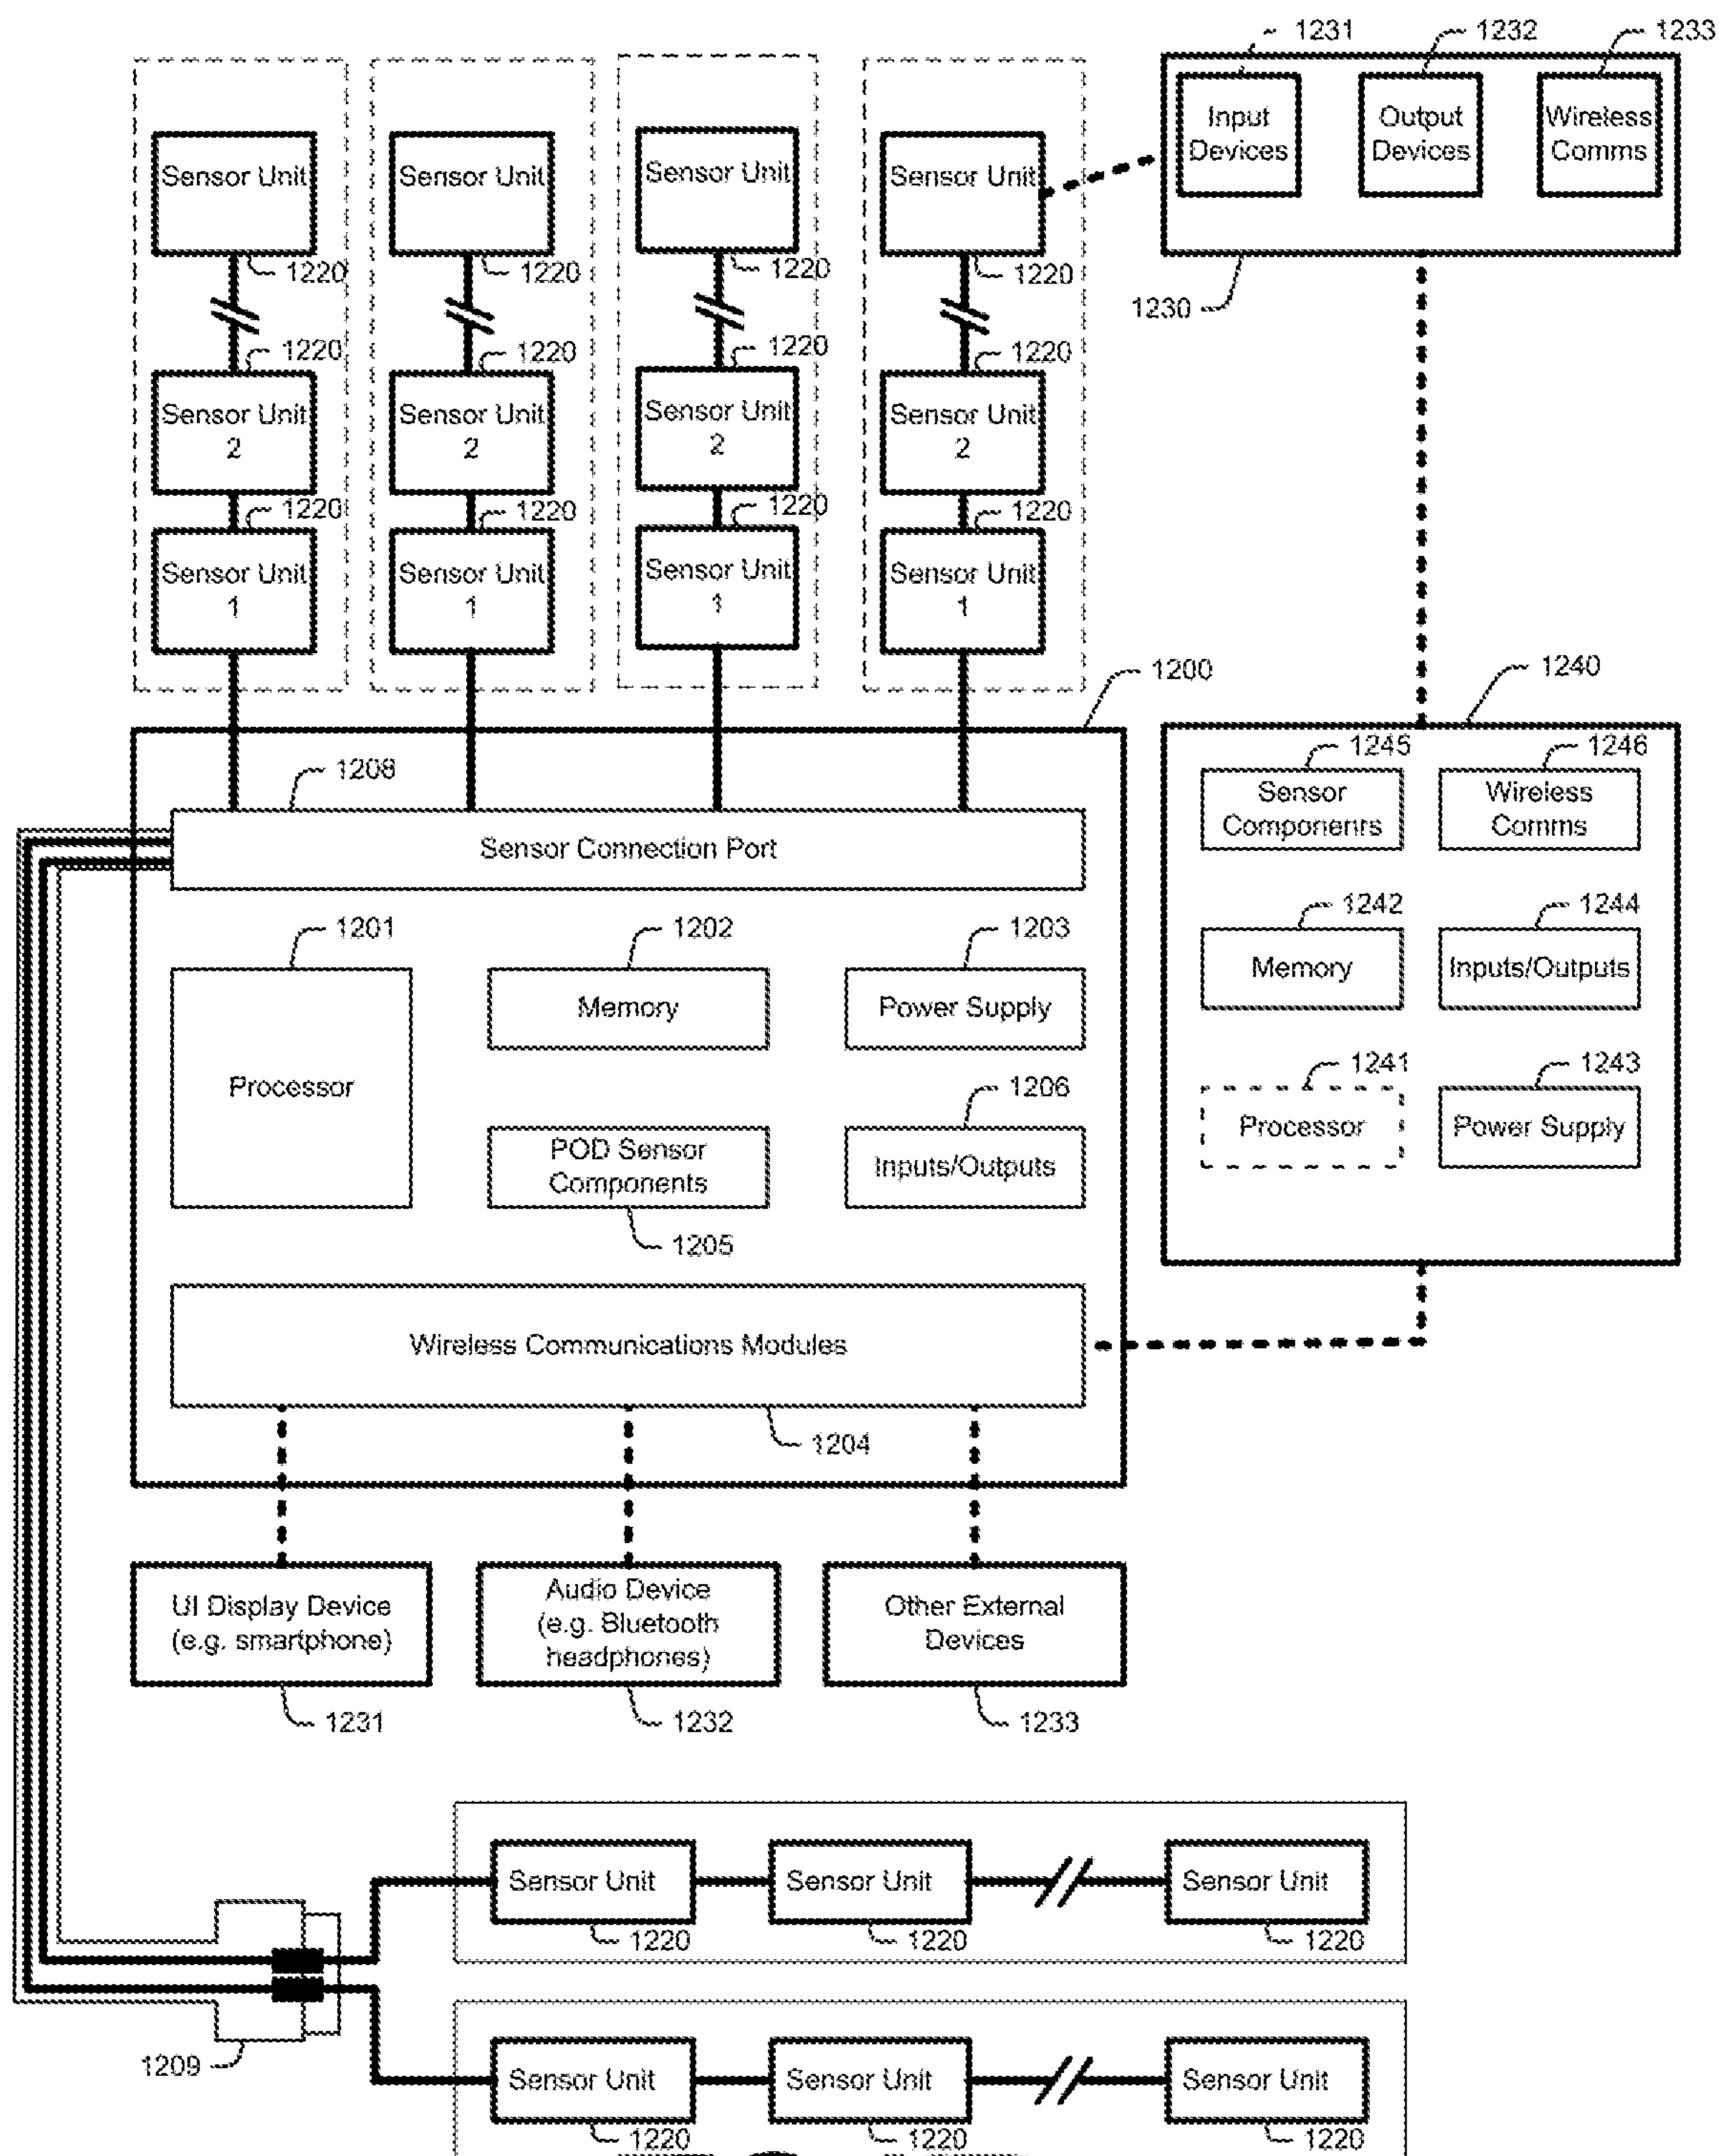 1231
1232
1233
Input
Devices
Output
Devices
Wireless
Comms
1230
Sensor Unit
1220
Sensor Unit
1220
Sensor Unit
1220
Sensor Unit
1220
1220
1220
1220
1220
Sensor Unit
2
Sensor Unit
2
Sensor Unit
2
Sensor Unit
2
1220
1220
1220
1220
Sensor Unit
1
Sensor Unit
1
Sensor Unit
1
Sensor Unit
1
1200
1240
1208
Sensor Connection Port
1245
1246
Sensor
Components
Wireless
Comms
1201
1202
1203
1242
1244
Processor
Memory
Power Supply
Memory
Inputs/Outputs
1206
1241
1243
POD Sensor
Components
Inputs/Outputs
Processor
Power Supply
1205
Wireless Communications Modules
1204
UI Display Device
(e.g. smartphone)
Audio Device
(e.g. Bluetooth
headphones)
Other External
Devices
1231
1232
1233
Sensor Unit
Sensor Unit
Sensor Unit
1220
1220
1220
1209
Sensor Unit
Sensor Unit
Sensor Unit
1220
1220
1220